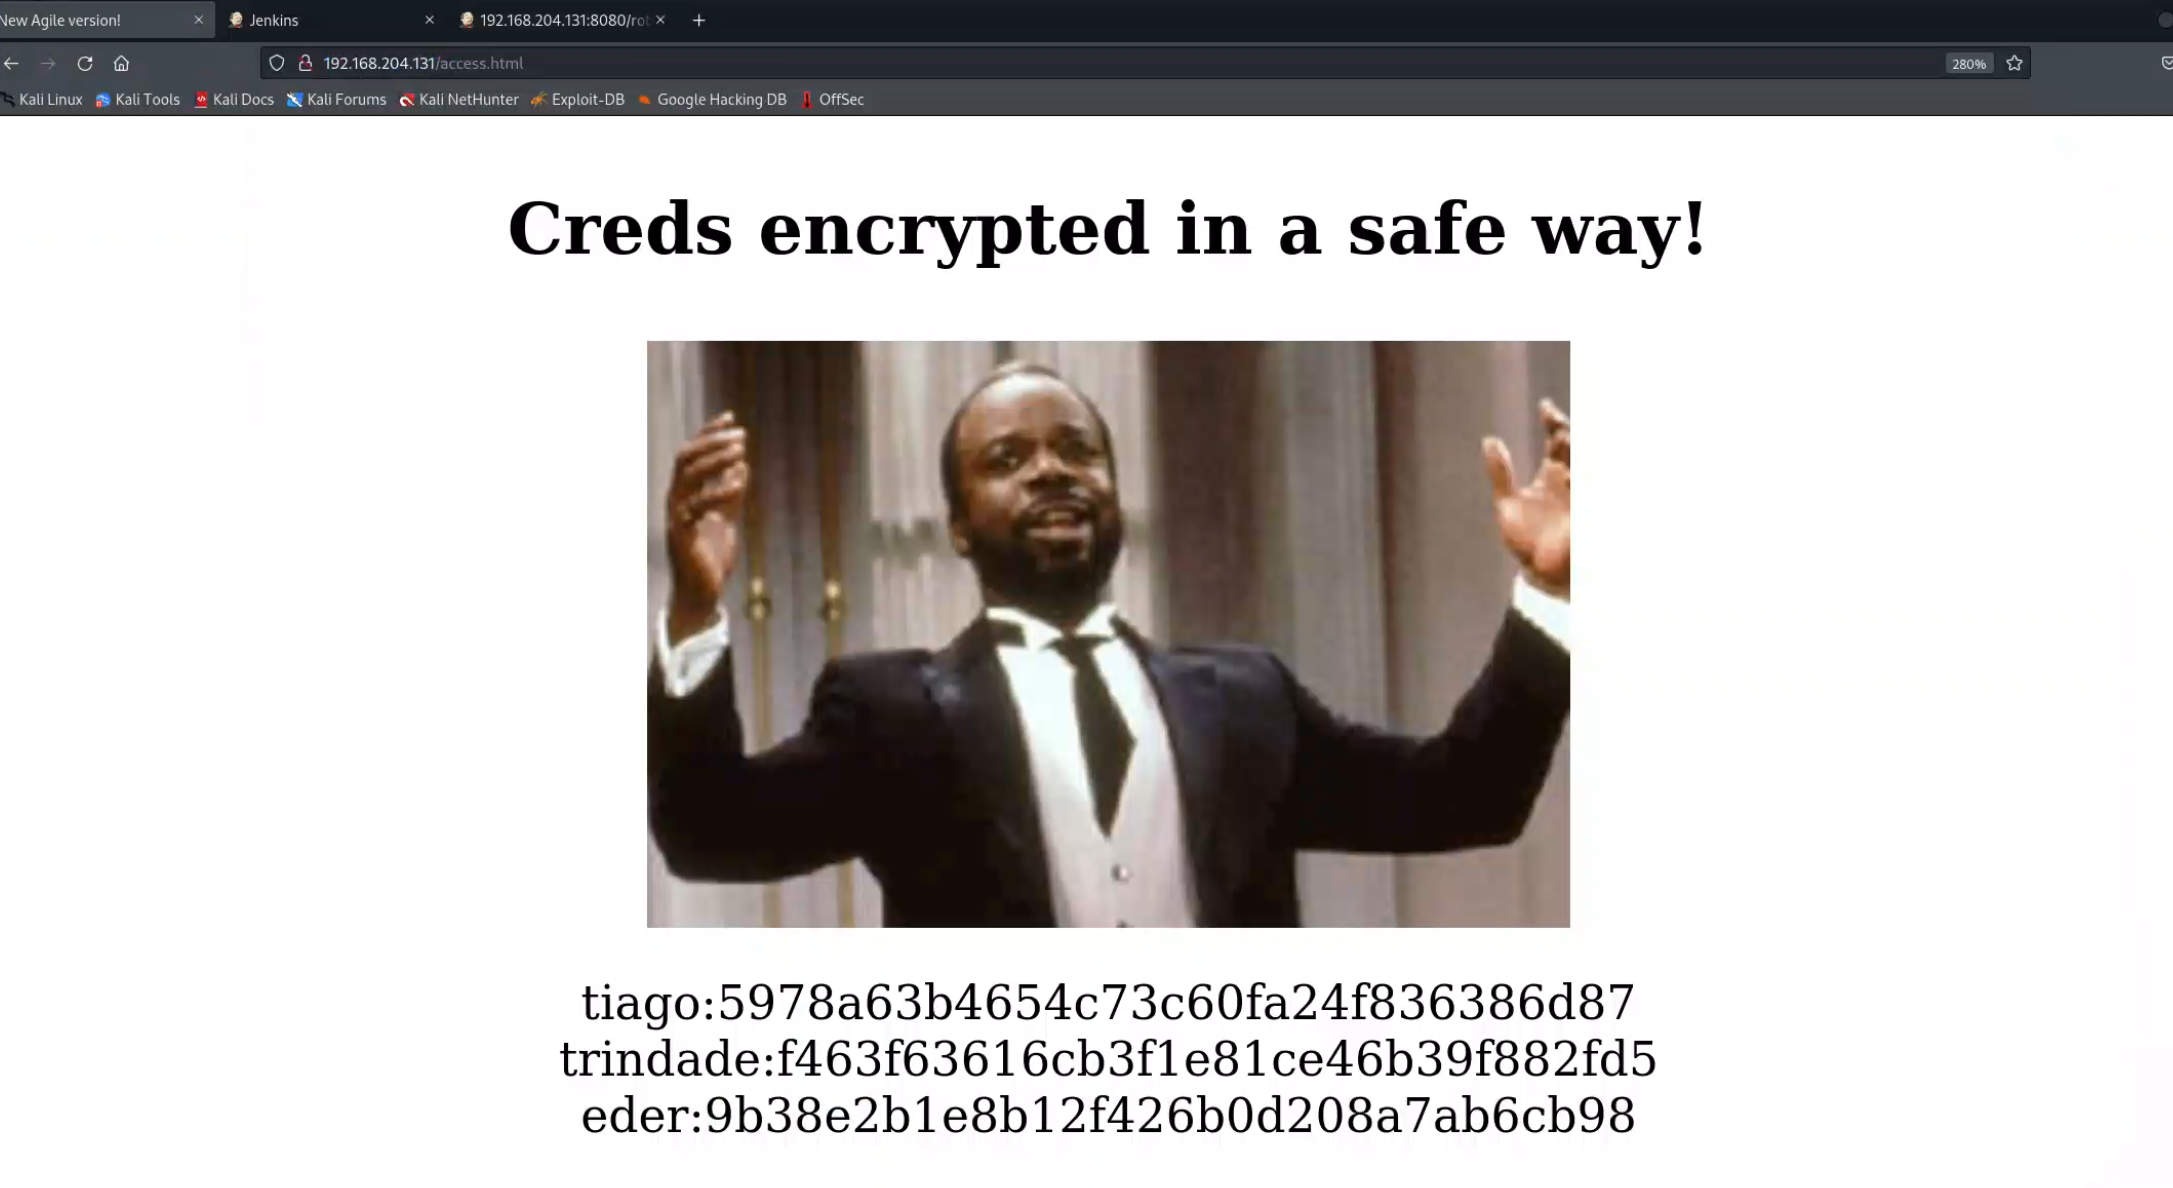 New Agile version!
Jenkins
192.168.204.131:8080/ro
192.168.204.131/access.html
280%
Kali Linux
Kali Tools
Kali Docs
Kali Forums
Kali NetHunter
Exploit-DB
Google Hacking DB
OffSec
Creds encrypted in a safe way!
tiago:5978a63b4654c73c60fa24f836386d87
trindade:f463f63616cb3f1e81ce46b39f882fd5
eder:9b38e2b1e8b12f426b0d208a7ab6cb98